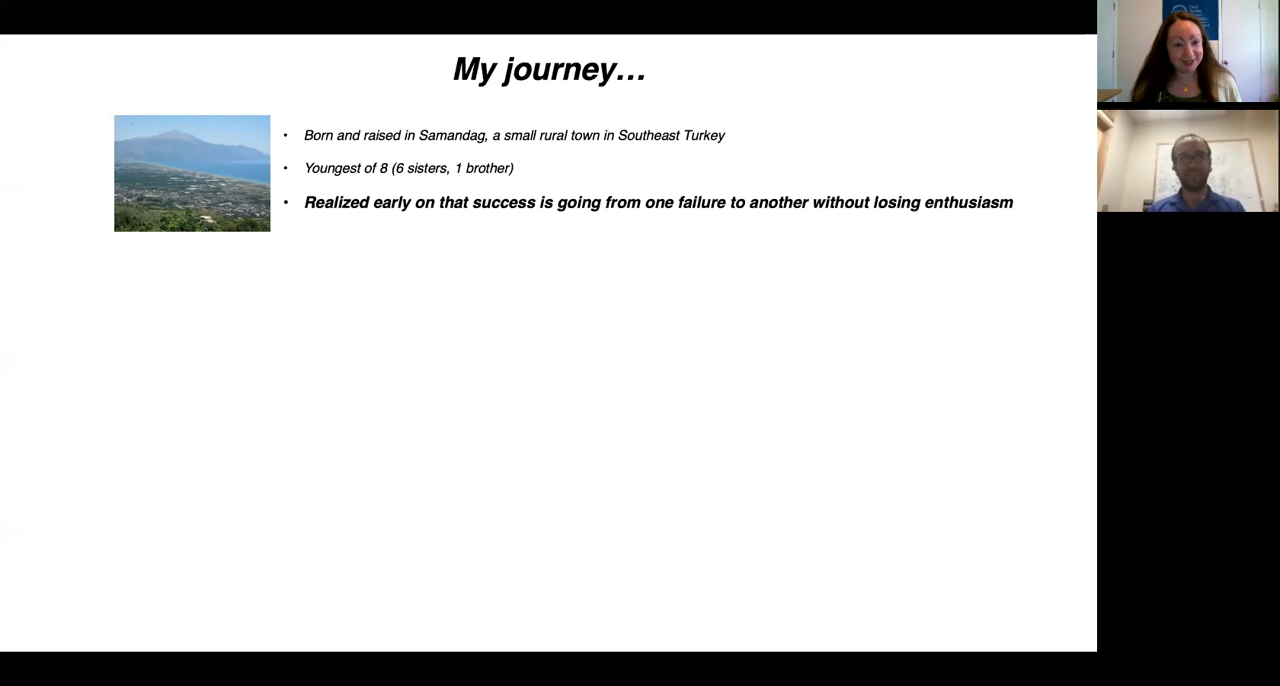 My journey…
• Born and raised in Samandag, a small rural town in Southeast Turkey
• Youngest of 8 (6 sisters, 1 brother)
• Realized early on that success is going from one failure to another without losing enthusiasm